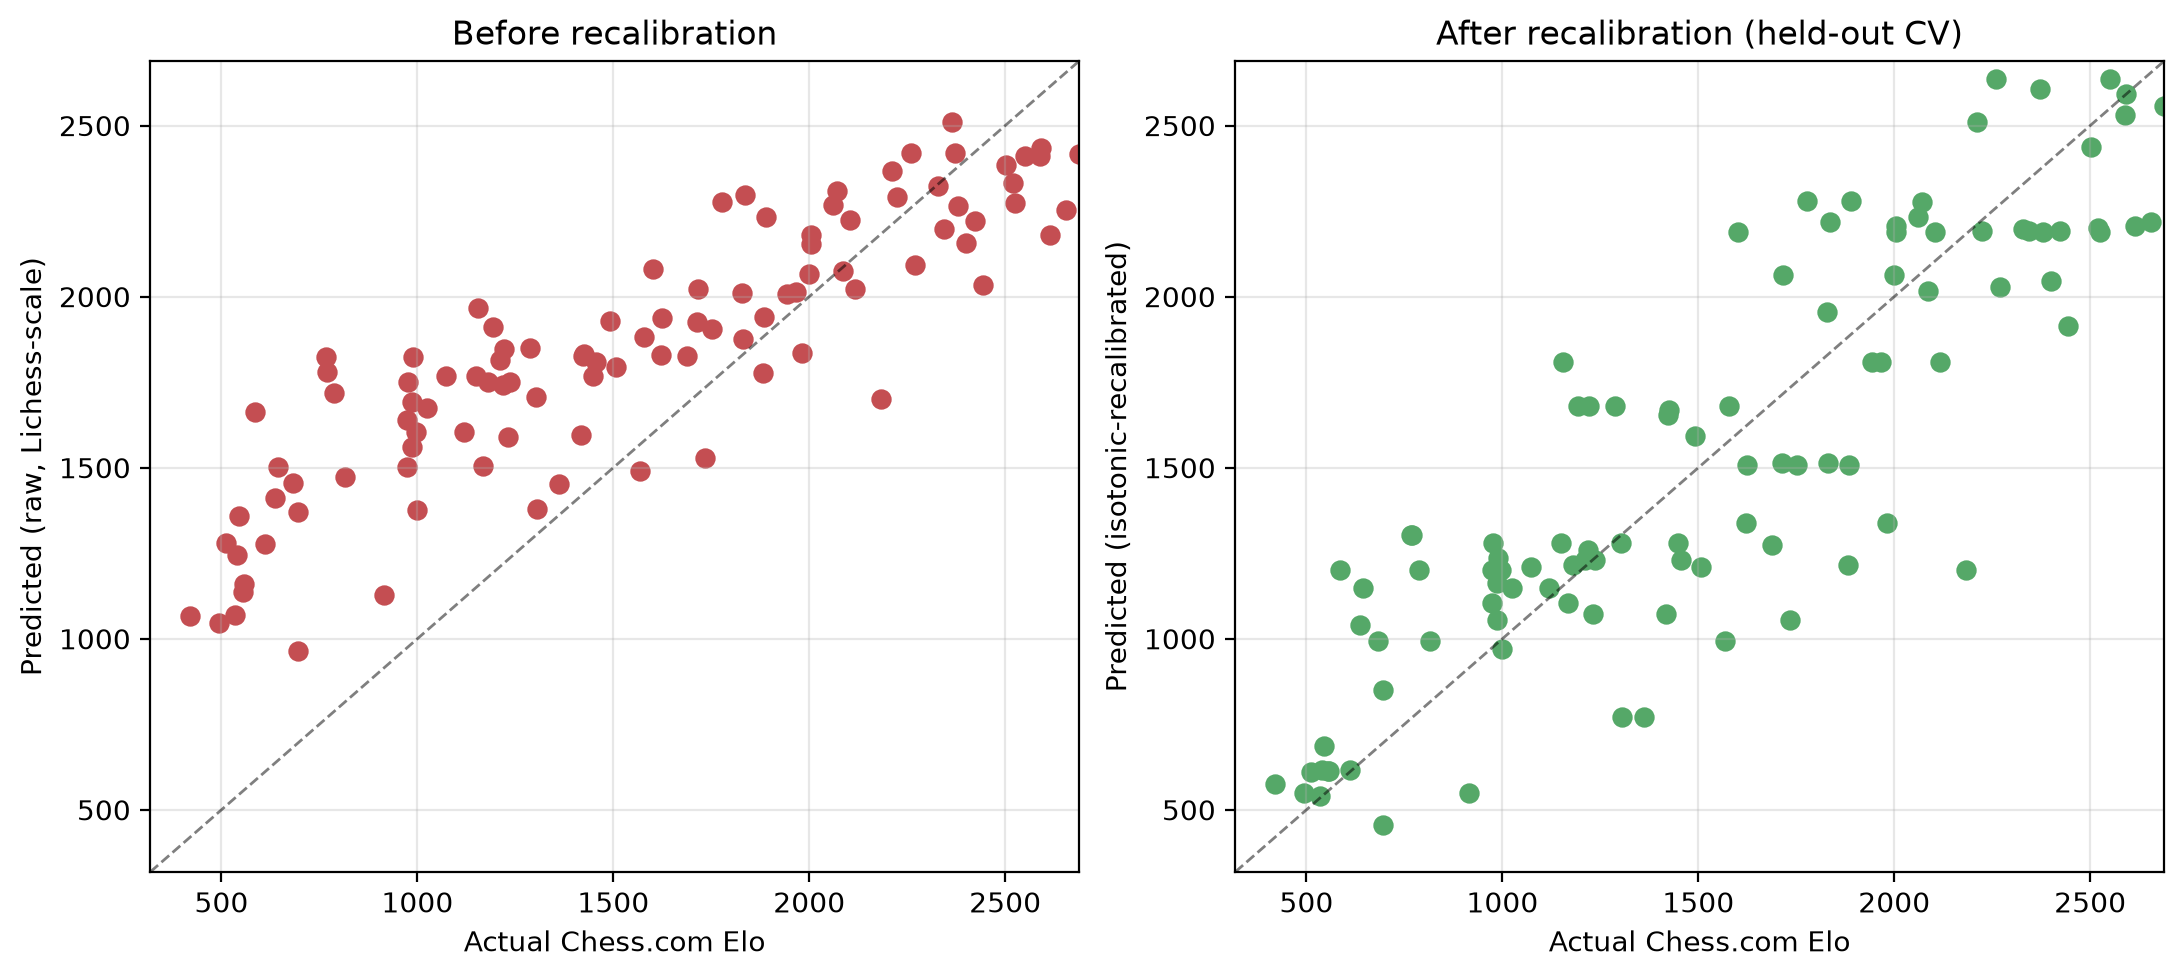 Before recalibration
Predicted (raw, Lichess-scale)
2500
2000
1500
1000
500
500 1000 1500 2000 2500
Actual Chess.com Elo
After recalibration (held-out CV)
Predicted (isotonic-recalibrated)
2500
2000
1500
1000
500
500 1000 1500 2000 2500
Actual Chess.com Elo